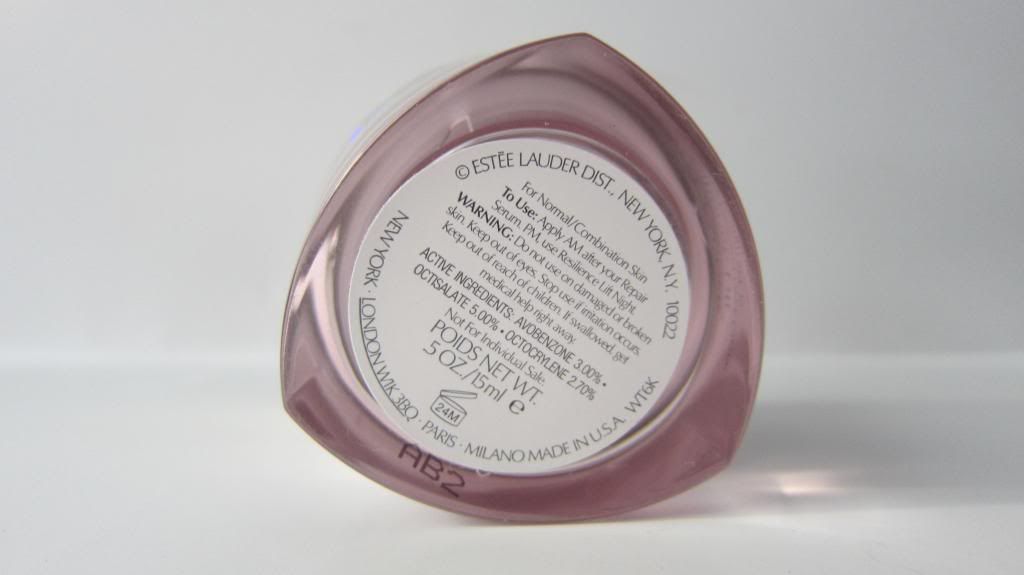 © ESTĒE LAUDER DIST., NEW YORK, N.Y. 10022
For Normal/Combination Skin
To Use: Apply AM, after your Repair
Serum. PM, use Resilience Lift Night.
WARNING: Do not use on damaged or broken
skin. Keep out of eyes. Stop use if irritation occurs.
Keep out of reach of children. If swallowed, get
medical help right away.
ACTIVE INGREDIENTS: AVOBENZONE 3.00% •
OCTISALATE 5.00% • OCTOCRYLENE 2.70%
Not For Individual Sale.
POIDS NET WT.
.5 OZ./15ml e
24M
NEW YORK · LONDON W1K 3BQ · PARIS · MILANO MADE IN U.S.A. WT6K
AB2